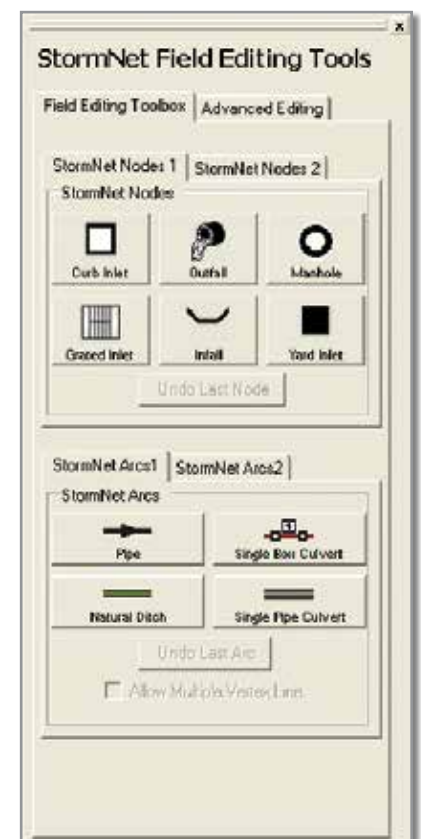 x
StormNet Field Editing Tools
Field Editing Toolbox Advanced Editing
StormNet Nodes 1 StormNet Nodes 2
StormNet Nodes
Curb Inlet Outfall Manhole
Grated Inlet Infall Yard Inlet
Undo Last Node
StormNet Arcs1 StormNet Arcs2
StormNet Arcs
1
Pipe Single Box Culvert
Natural Ditch Single Pipe Culvert
Undo Last Arc
Allow Multiple Vertex Lines